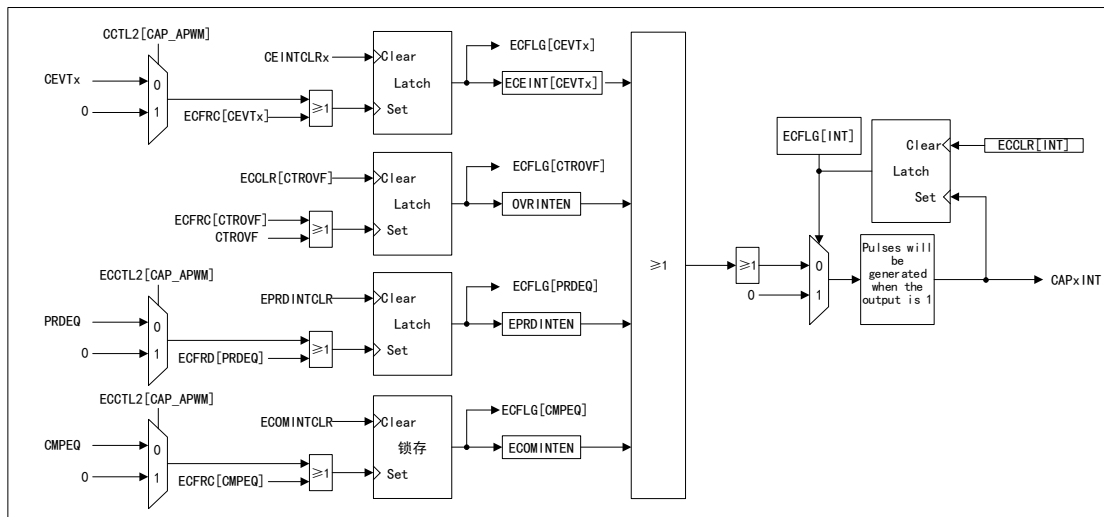 CCTL2[CAP_APWM]
CEVTx
0
0
1
ECFRC[CEVTx]
≥1
CEINTCLRx
Clear
Latch
Set
ECFLG[CEVTx]
ECEINT[CEVTx]
ECCLR[CTROVF]
ECFRC[CTROVF]
CTROVF
≥1
Clear
Latch
Set
ECFLG[CTROVF]
OVRINTEN
ECCTL2[CAP_APWM]
PRDEQ
0
0
1
ECFRD[PRDEQ]
≥1
EPRDINTCLR
Clear
Latch
Set
ECFLG[PRDEQ]
EPRDINTEN
ECCTL2[CAP_APWM]
CMPEQ
0
0
1
ECFRC[CMPEQ]
≥1
ECOMINTCLR
Clear
锁存
Set
ECFLG[CMPEQ]
ECOMINTEN
≥1
≥1
0
0
1
ECFLG[INT]
Clear
Latch
Set
ECCLR[INT]
Pulses will
be
generated
when the
output is 1
CAPxINT